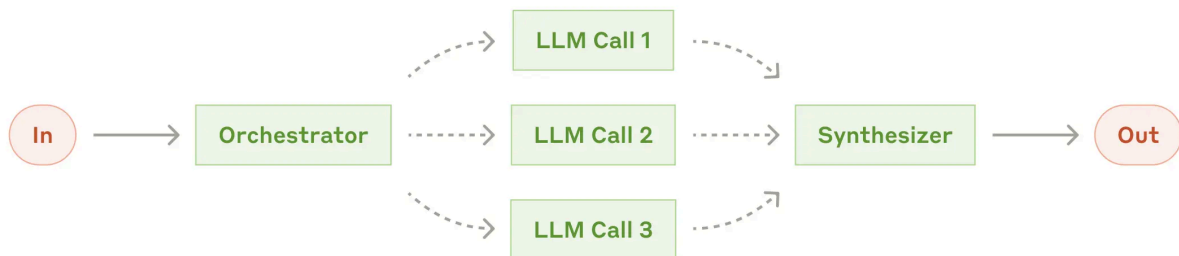 In
Orchestrator
LLM Call 1
LLM Call 2
LLM Call 3
Synthesizer
Out